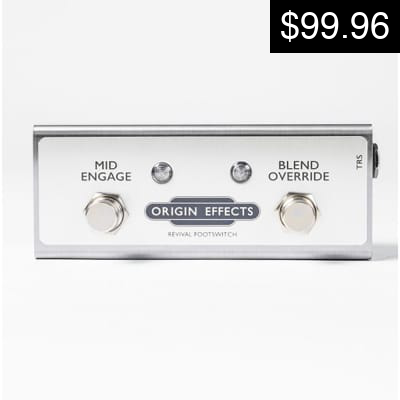 $99.96
MID
ENGAGE
BLEND
OVERRIDE
TRS
ORIGIN EFFECTS
REVIVAL FOOTSWITCH